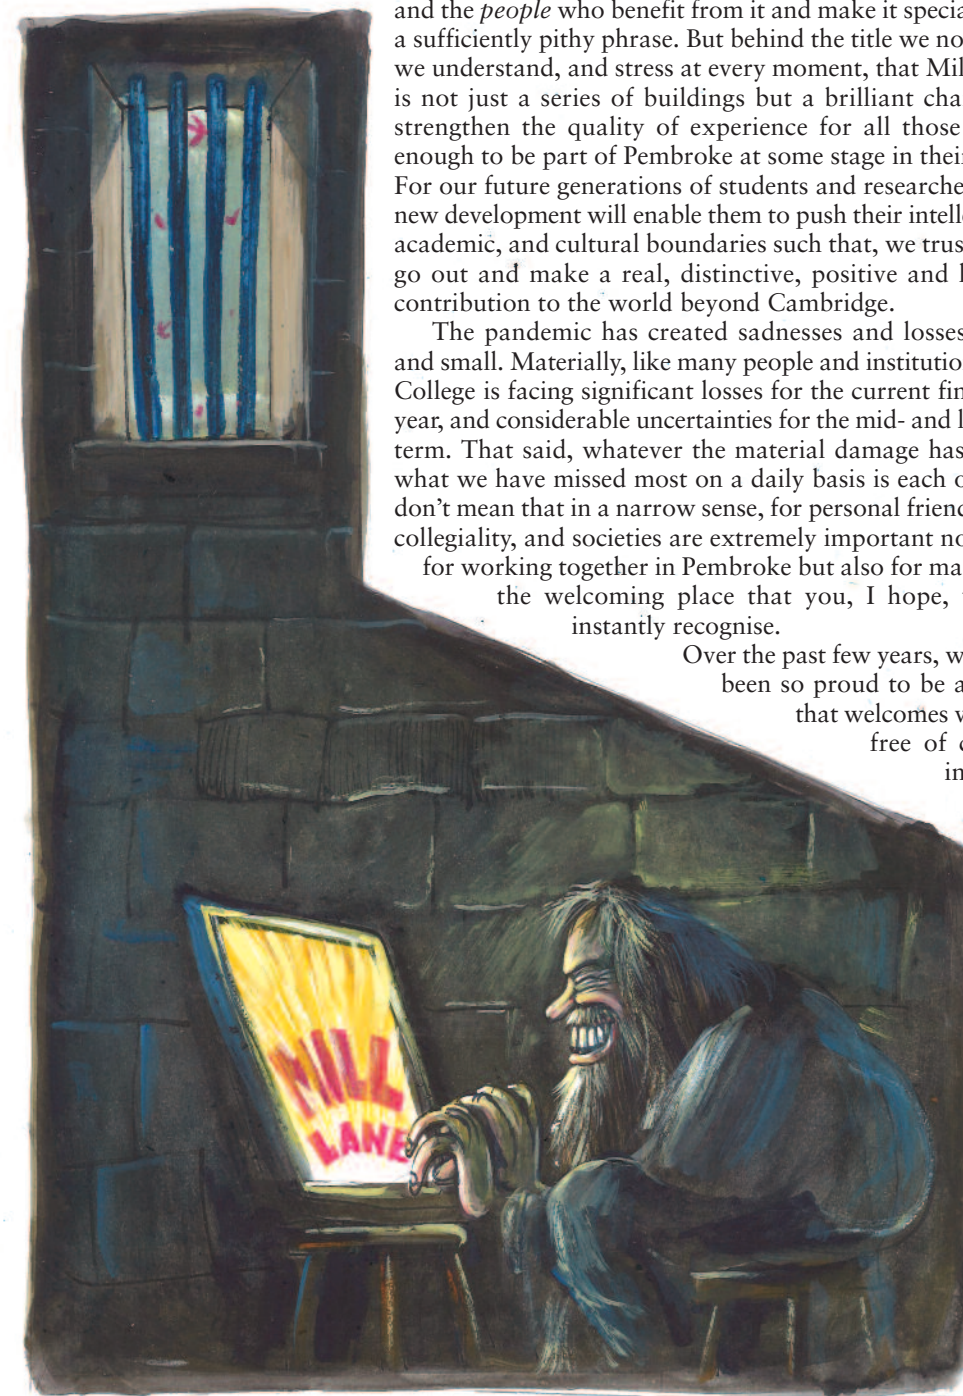 and the people who benefit from it and make it specia
a sufficiently pithy phrase. But behind the title we no
we understand, and stress at every moment, that Mil
is not just a series of buildings but a brilliant cha
strengthen the quality of experience for all those
enough to be part of Pembroke at some stage in their
For our future generations of students and researche
new development will enable them to push their intelle
academic, and cultural boundaries such that, we trus
go out and make a real, distinctive, positive and l
contribution to the world beyond Cambridge.
The pandemic has created sadnesses and losses
and small. Materially, like many people and institutio
College is facing significant losses for the current fin
year, and considerable uncertainties for the mid- and l
term. That said, whatever the material damage has
what we have missed most on a daily basis is each o
don't mean that in a narrow sense, for personal friend
collegiality, and societies are extremely important no
for working together in Pembroke but also for ma
the welcoming place that you, I hope,
instantly recognise.
Over the past few years, w
been so proud to be a
that welcomes
free of
in
MILL
LANE